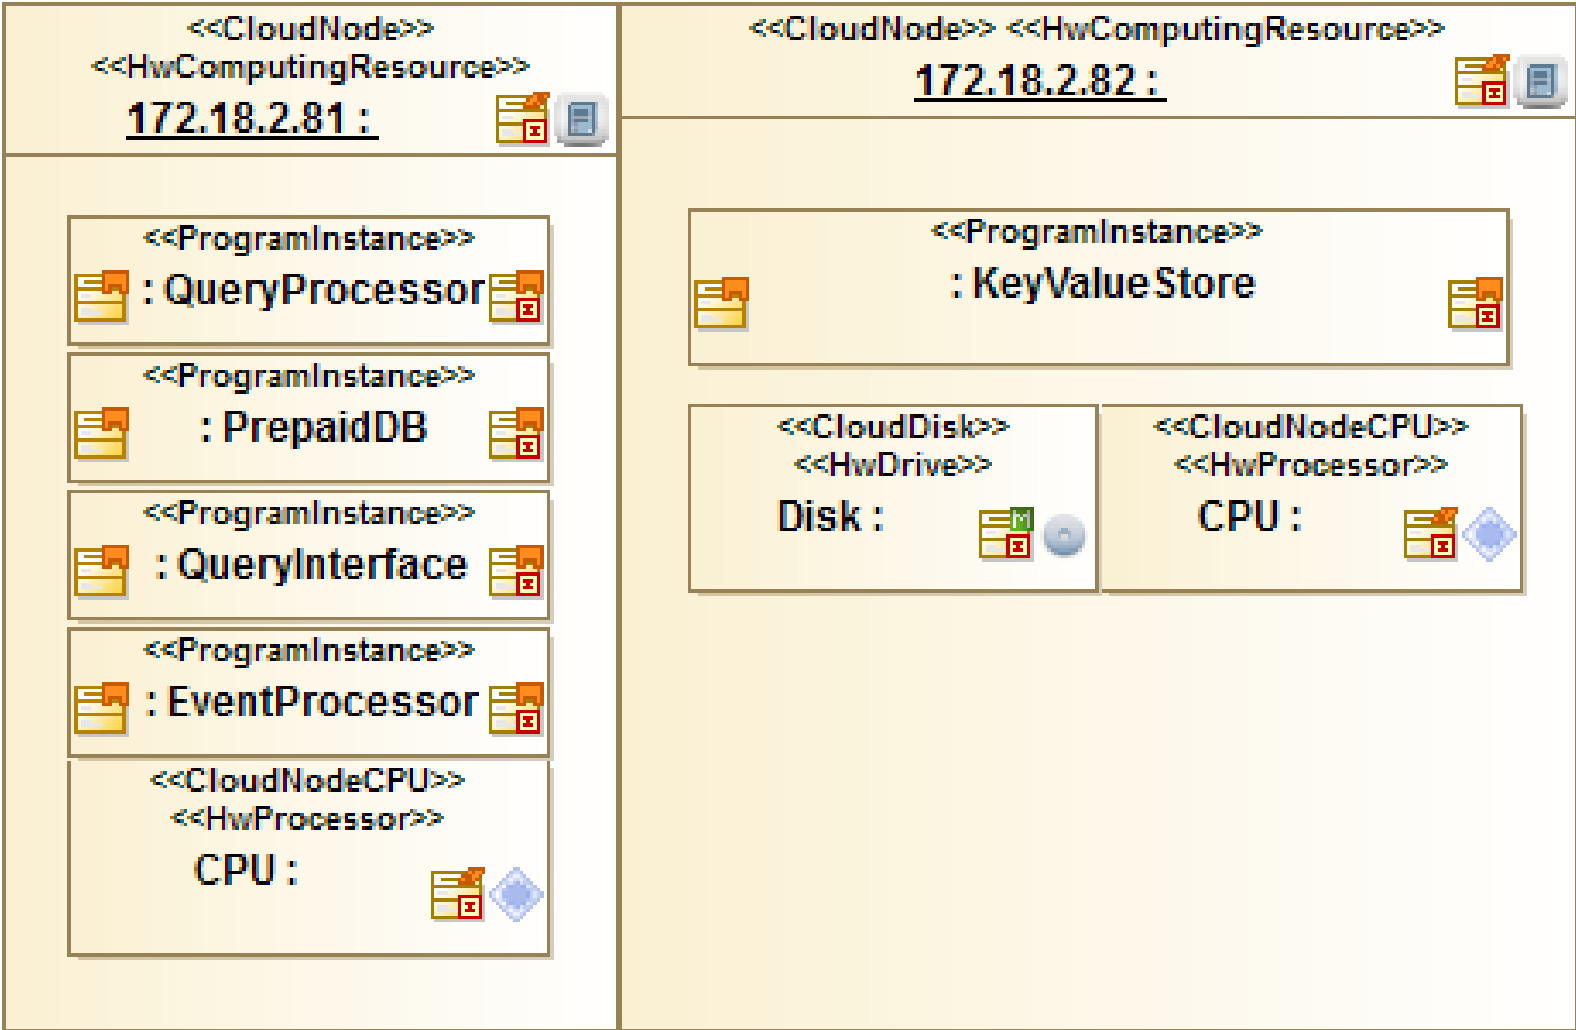 <<CloudNode>>
<<HwComputingResource>>
172.18.2.81 :
<<ProgramInstance>>
: QueryProcessor
<<ProgramInstance>>
: PrepaidDB
<<ProgramInstance>>
: QueryInterface
<<ProgramInstance>>
: EventProcessor
<<CloudNodeCPU>>
<<HwProcessor>>
CPU :
<<CloudNode>> <<HwComputingResource>>
172.18.2.82 :
<<ProgramInstance>>
: KeyValueStore
<<CloudDisk>>
<<HwDrive>>
Disk :
<<CloudNodeCPU>>
<<HwProcessor>>
CPU :